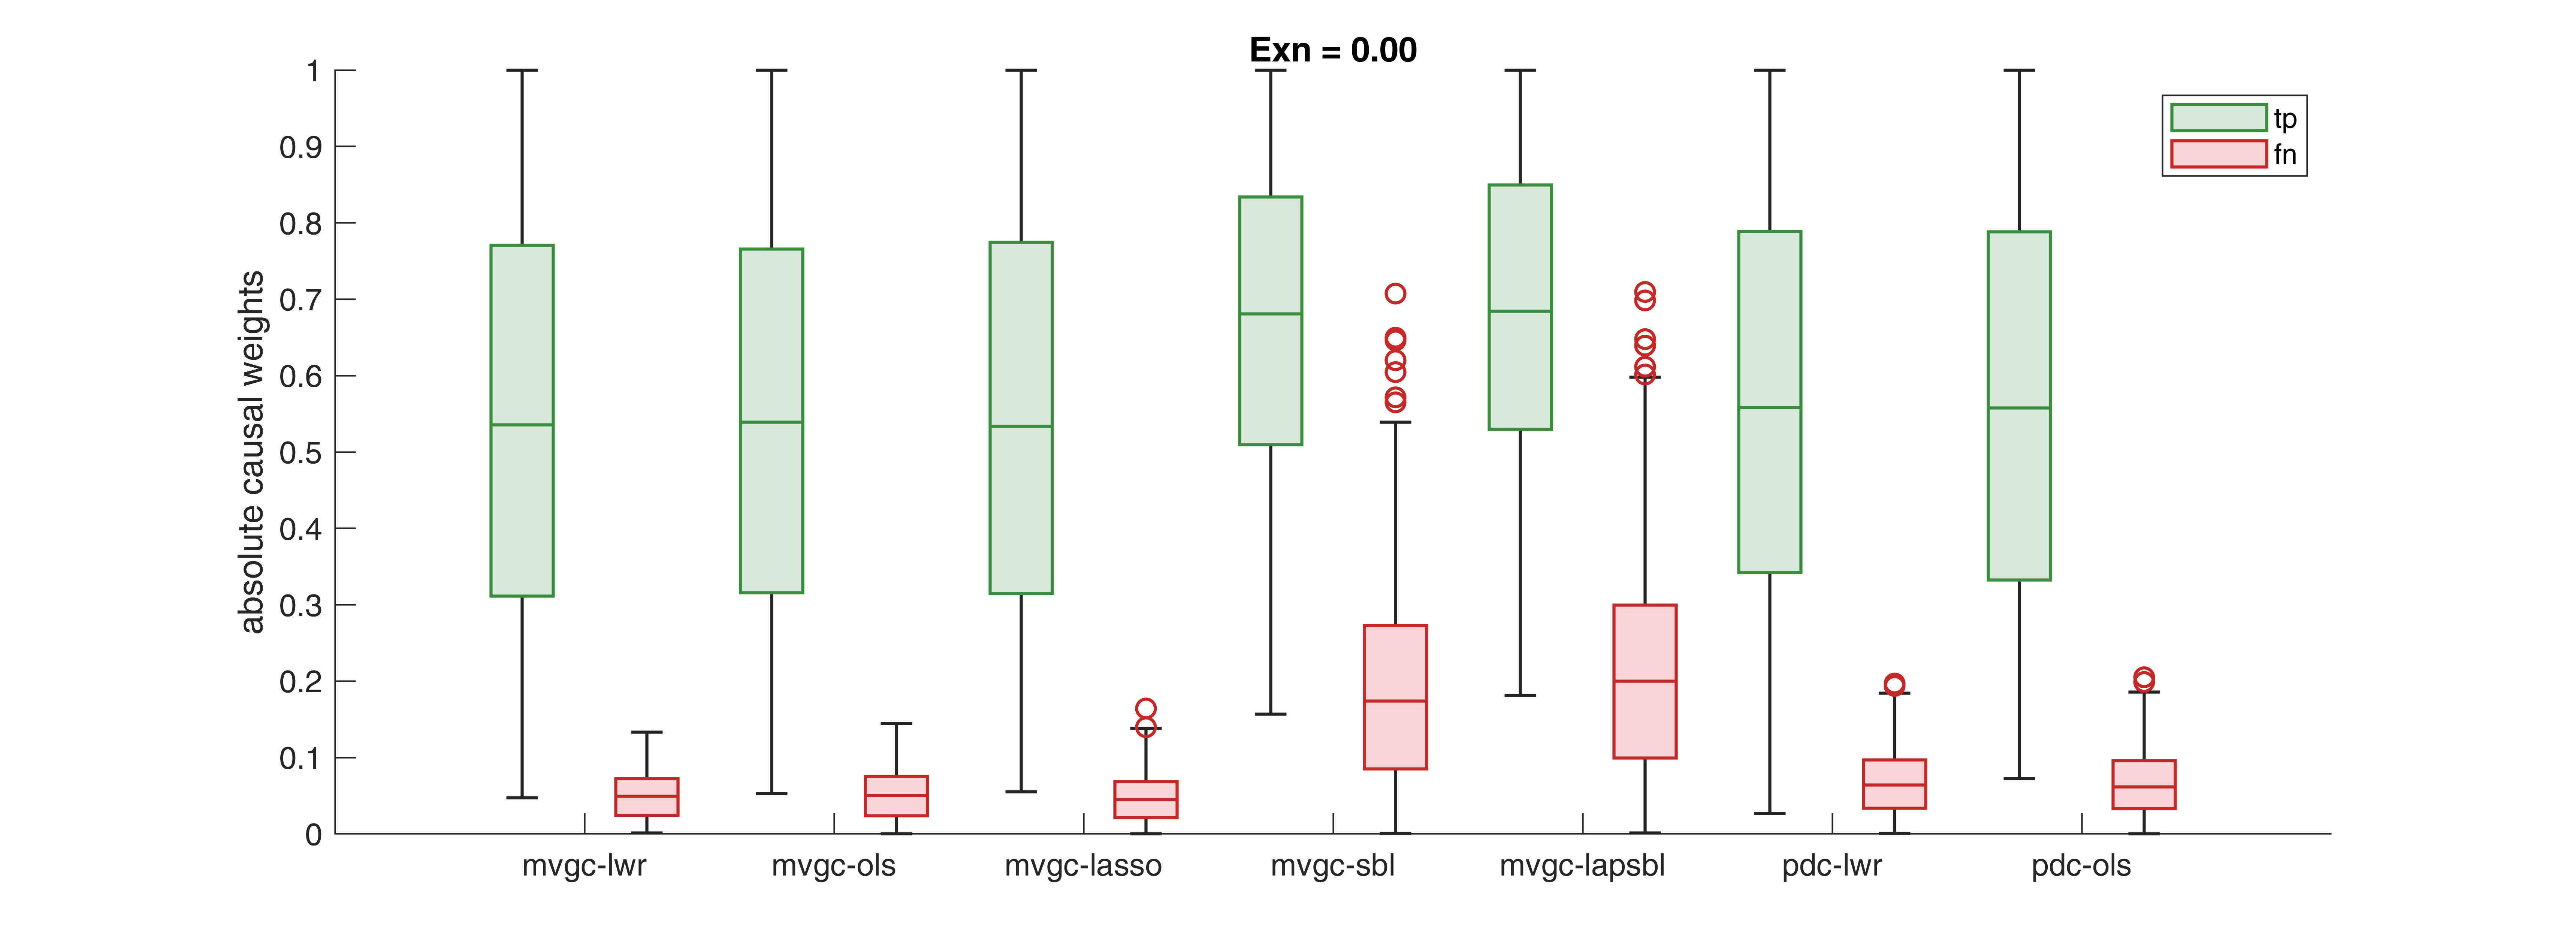 Exn = 0.00
tp
fn
absolute causal weights
1
0.9
0.8
0.7
0.6
0.5
0.4
0.3
0.2
0.1
0
mvgc-lwr
mvgc-ols
mvgc-lasso
mvgc-sbl
mvgc-lapsbl
pdc-lwr
pdc-ols